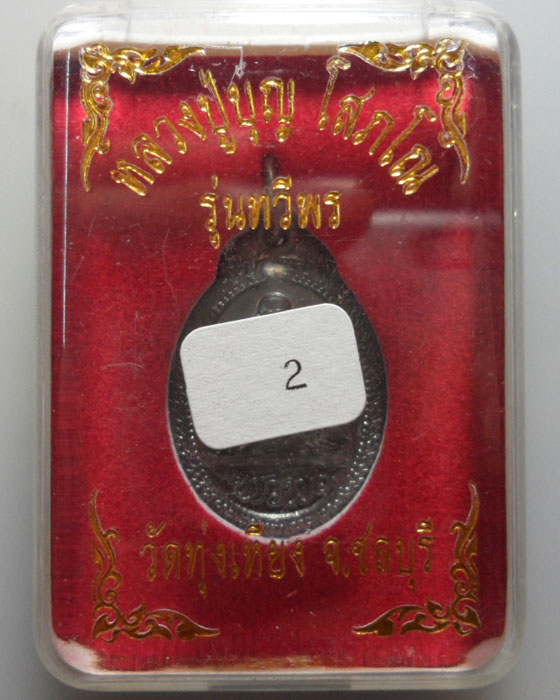 หลวงปู่บุญ โสภโณ
รุ่นทวีพร
2
วัดทุ่งเหียง จ.ชลบุรี